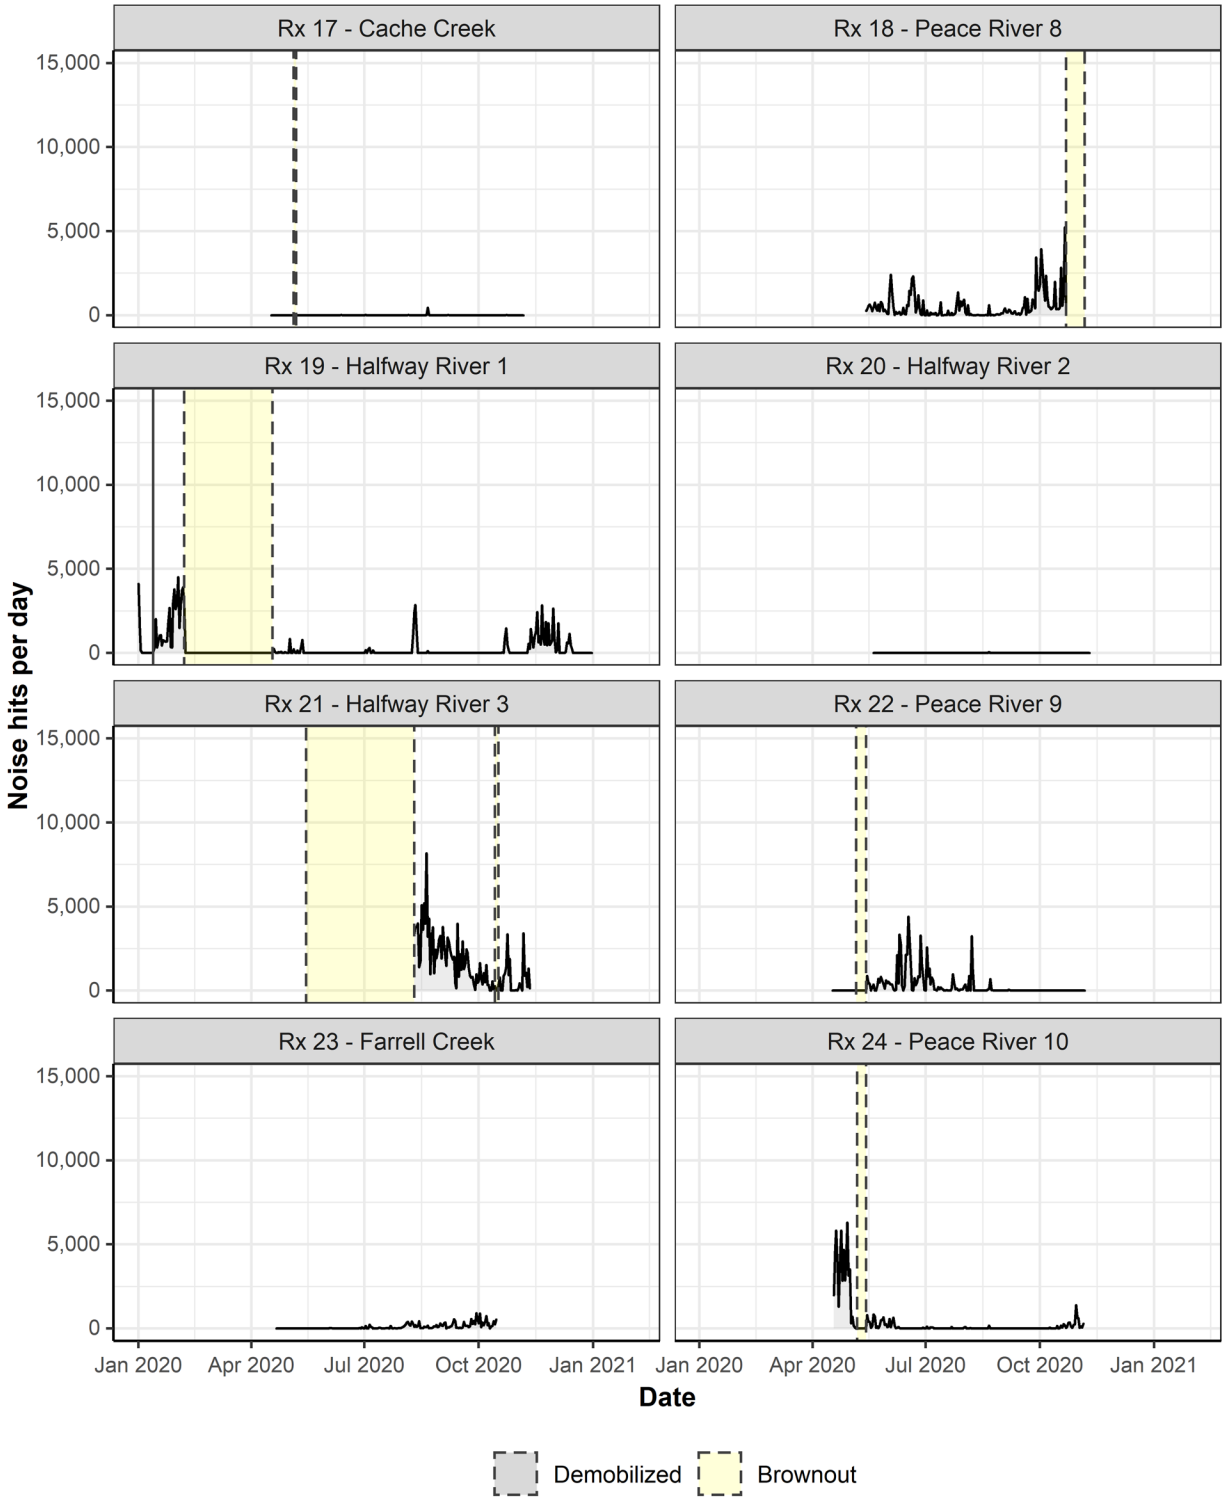 Rx 17 - Cache Creek
Rx 18 - Peace River 8
15,000
10,000
5,000
0
Rx 19 - Halfway River 1
Rx 20 - Halfway River 2
15,000
10,000
5,000
0
Rx 21 - Halfway River 3
Rx 22 - Peace River 9
15,000
10,000
5,000
0
Rx 23 - Farrell Creek
Rx 24 - Peace River 10
15,000
10,000
5,000
0
Noise hits per day
Jan 2020 Apr 2020 Jul 2020 Oct 2020 Jan 2021 Jan 2020 Apr 2020 Jul 2020 Oct 2020 Jan 2021
Date
Demobilized Brownout